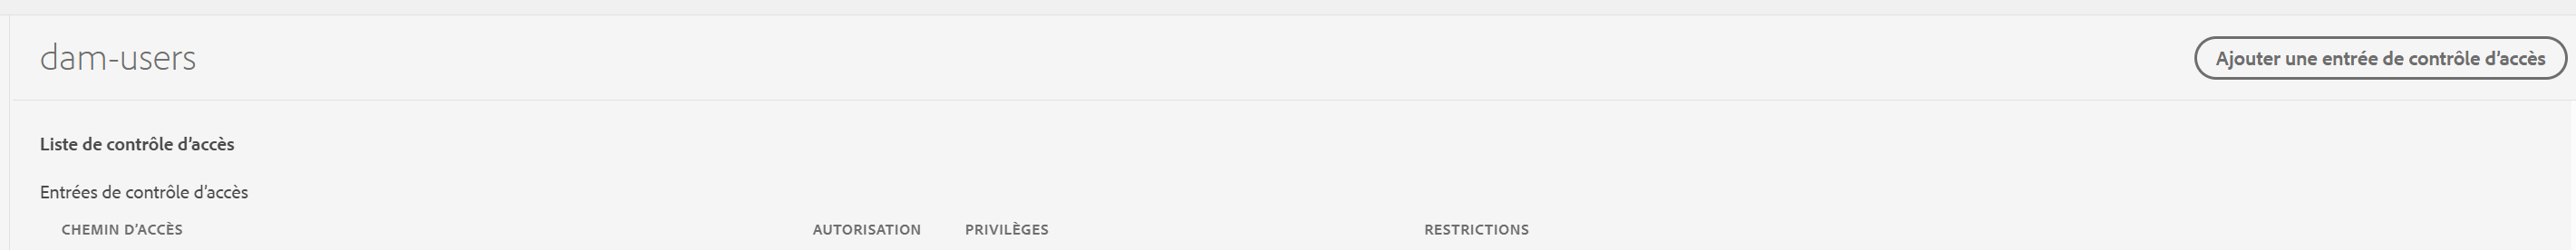 dam-users
Ajouter une entrée de contrôle d’accès
Liste de contrôle d’accès
Entrées de contrôle d’accès
CHEMIN D’ACCÈS AUTORISATION PRIVILÈGES RESTRICTIONS